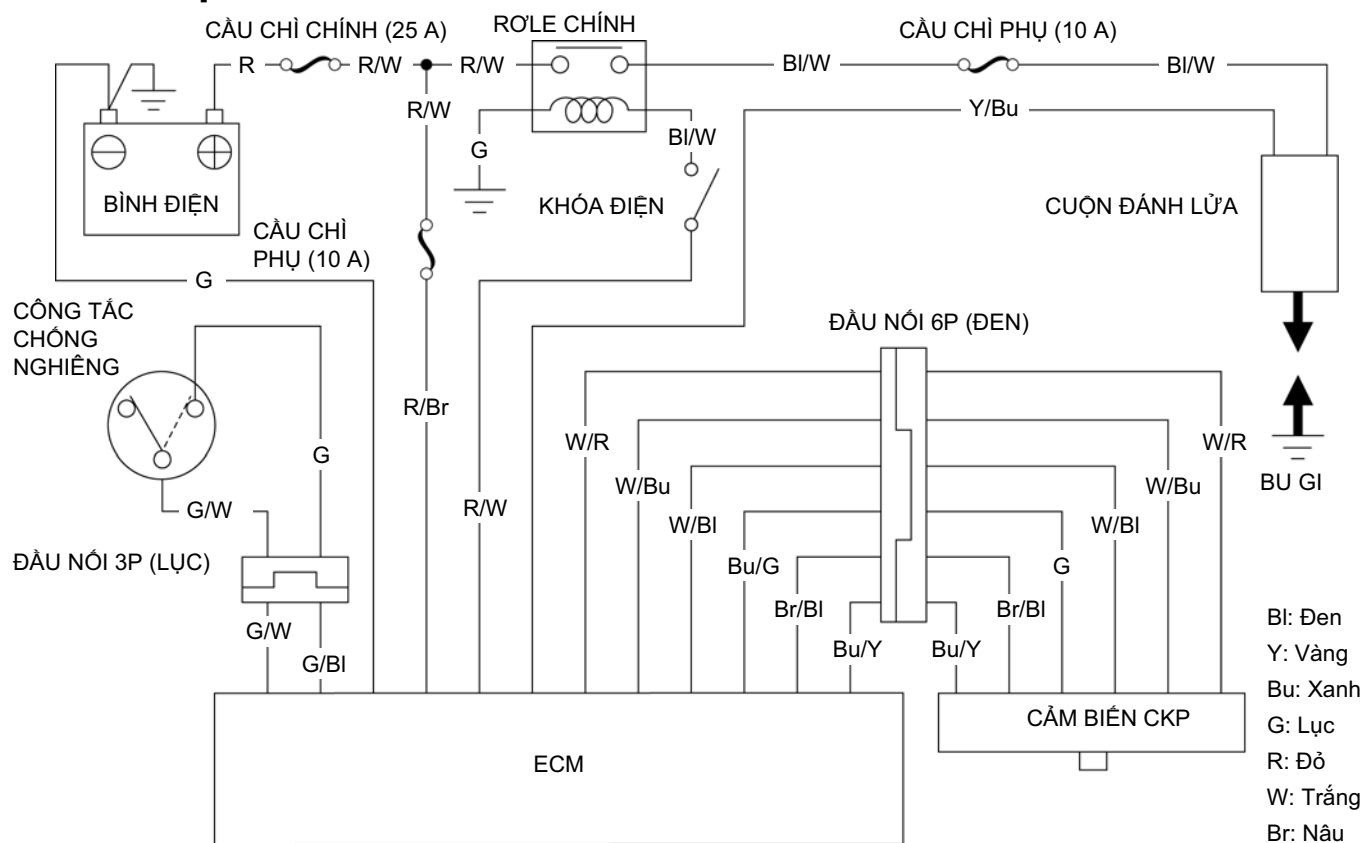 CẦU CHÌ CHÍNH (25 A)
RƠLE CHÍNH
CẦU CHÌ PHỤ (10 A)
R
R/W
R/W
Bl/W
Bl/W
R/W
Y/Bu
G
Bl/W
BÌNH ĐIỆN
KHÓA ĐIỆN
CUỘN ĐÁNH LỬA
CẦU CHÌ
PHỤ (10 A)
G
CÔNG TẮC
CHỐNG
NGHIÊNG
ĐẦU NỐI 6P (ĐEN)
R/Br
G
W/R
W/R
W/Bu
W/Bu
BU GI
G/W
R/W
W/Bl
W/Bl
ĐẦU NỐI 3P (LỤC)
Bu/G
G
Br/Bl
Br/Bl
G/W
Bu/Y
Bu/Y
G/Bl
Bl: Đen
Y: Vàng
Bu: Xanh
G: Lục
R: Đỏ
W: Trắng
Br: Nâu
CẢM BIẾN CKP
ECM